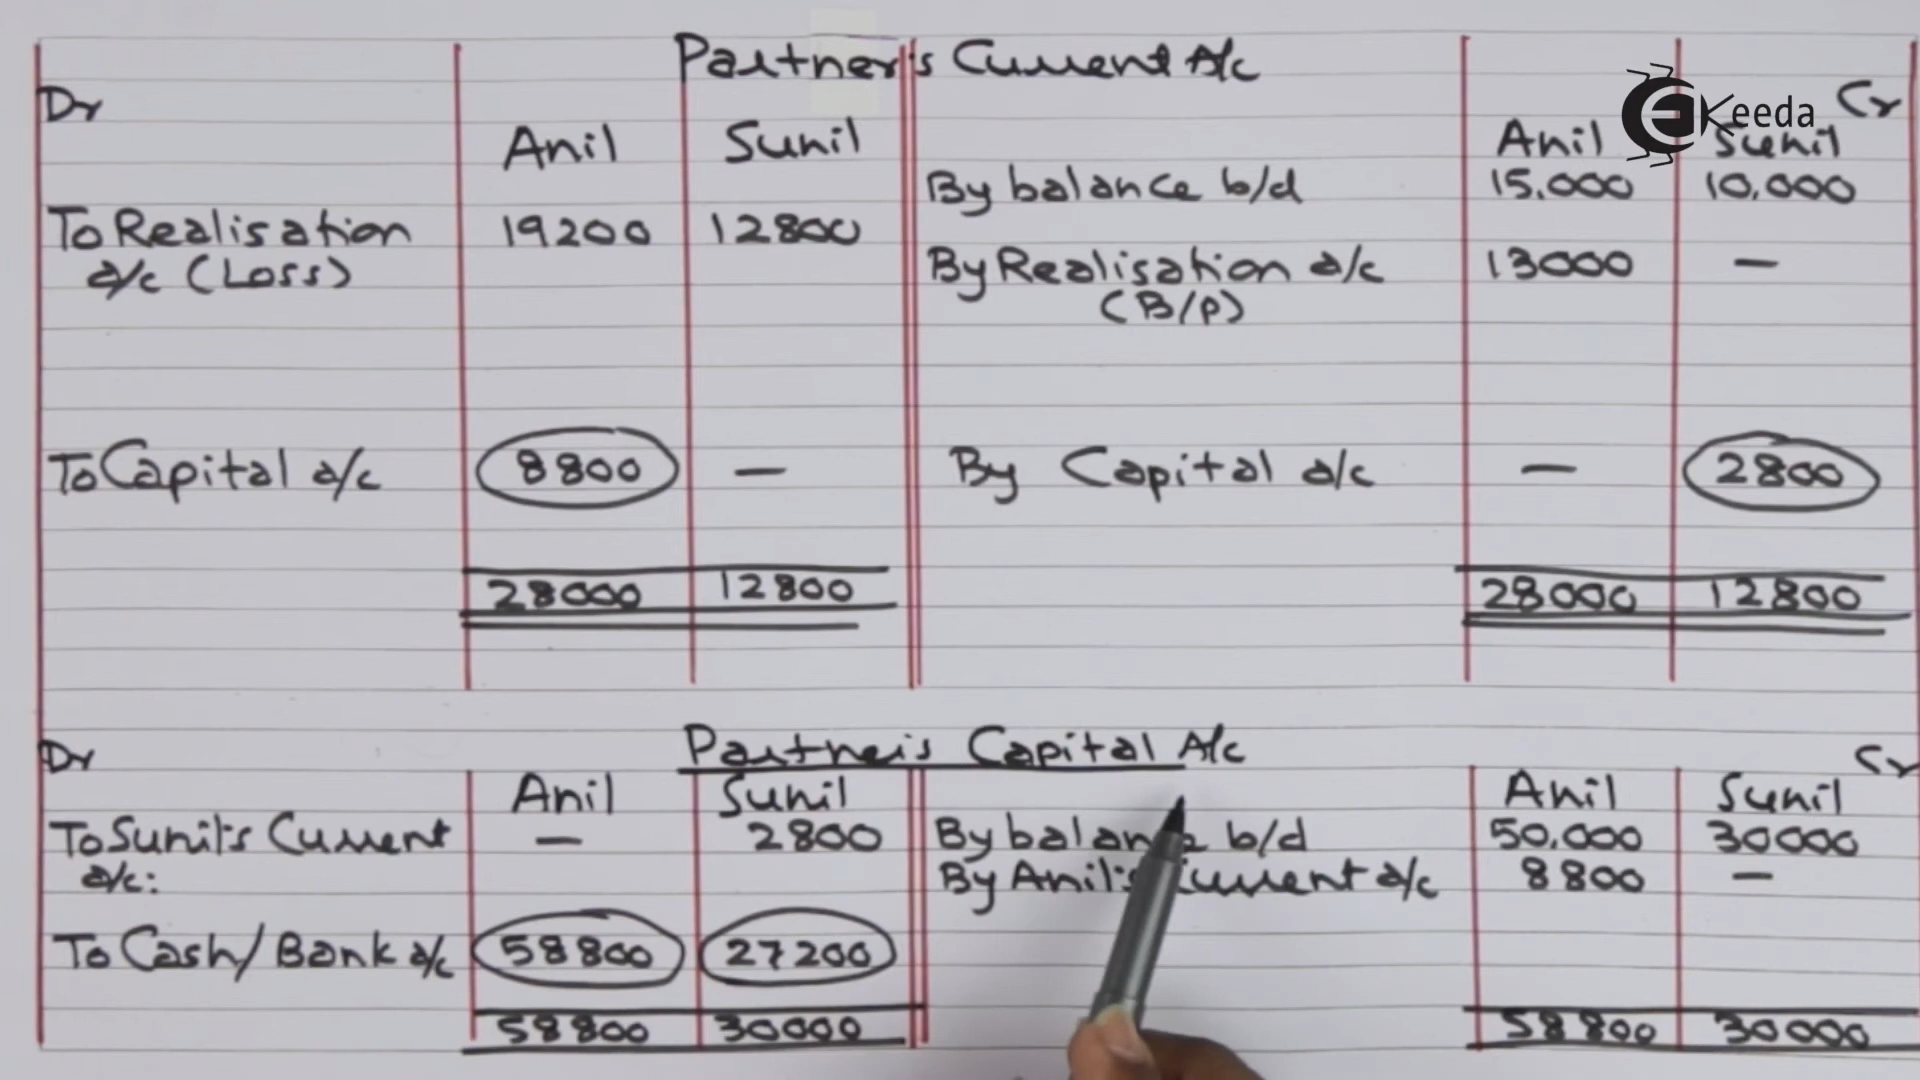 Partner's Current A/c
Dr Cr
Keeda
Anil Sunil Anil Sunil
By balance b/d 15,000 10,000
To Realisation 19200 12800
a/c (Loss)
By Realisation a/c 13000 —
(B/P)
To Capital a/c 8800 — By Capital a/c — 2800
28000 12800 28000 12800
Partner's Capital A/c
Dr Cr
Anil Sunil Anil Sunil
To Sunil's Current — 2800 By balance b/d 50,000 30000
a/c: By Anil's Current a/c 8800 —
To Cash/Bank a/c 58800 27200
58800 30000 58800 30000